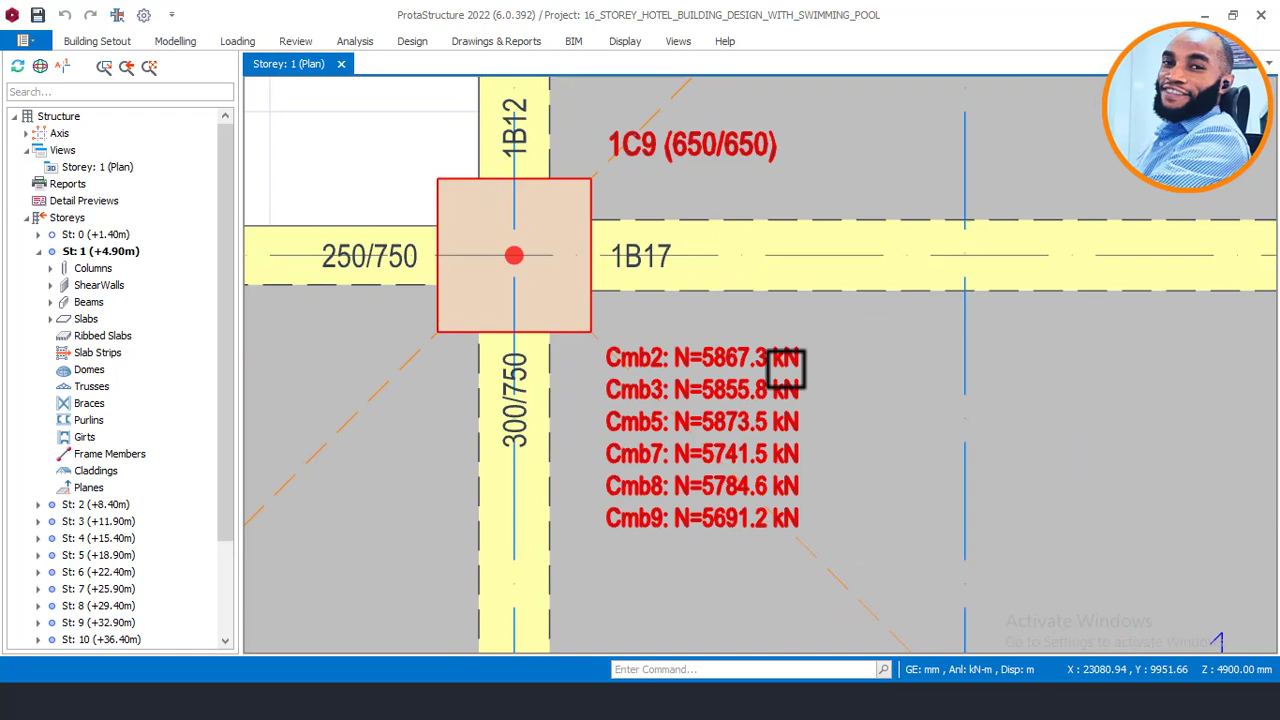 ProtaStructure 2022 (6.0.392) / Project: 16_STOREY_HOTEL_BUILDING_DESIGN_WITH_SWIMMING_POOL
Building Setout Modelling Loading Review Analysis Design Drawings & Reports BIM Display Views Help
Storey: 1 (Plan)
Search...
Structure
Axis
Views
Storey: 1 (Plan)
Reports
Detail Previews
Storeys
St: 0 (+1.40m)
St: 1 (+4.90m)
Columns
ShearWalls
Beams
Slabs
Ribbed Slabs
Slab Strips
Domes
Trusses
Braces
Purlins
Girts
Frame Members
Claddings
Planes
St: 2 (+8.40m)
St: 3 (+11.90m)
St: 4 (+15.40m)
St: 5 (+18.90m)
St: 6 (+22.40m)
St: 7 (+25.90m)
St: 8 (+29.40m)
St: 9 (+32.90m)
St: 10 (+36.40m)
1B12
1C9 (650/650)
250/750
1B17
300/750
Cmb2: N=5867.3 kN
Cmb3: N=5855.8 kN
Cmb5: N=5873.5 kN
Cmb7: N=5741.5 kN
Cmb8: N=5784.6 kN
Cmb9: N=5691.2 kN
Activate Windows
Go to Settings to activate Windows.
Enter Command...
GE: mm, Anl: kN-m, Disp: m
X : 23080.94 , Y : 9951.66
Z : 4900.00 mm